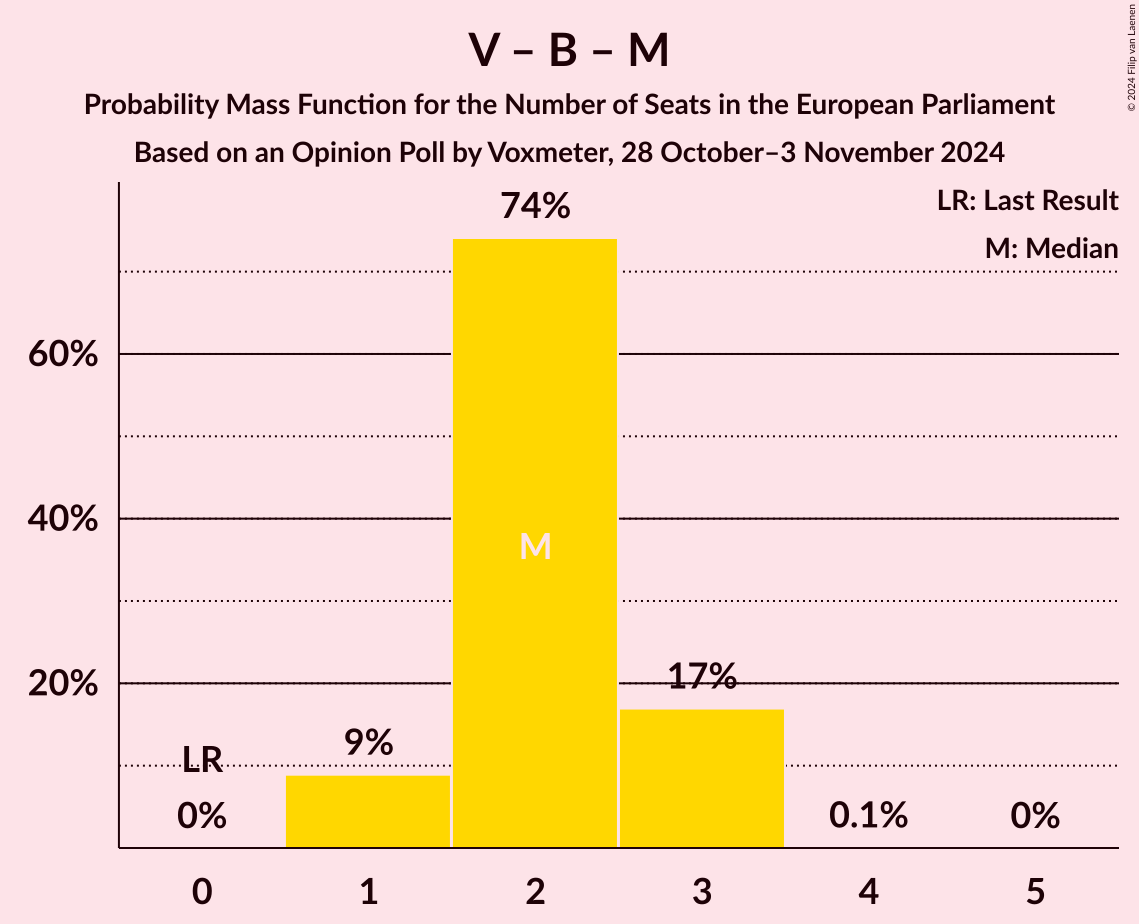 V – B – M
Probability Mass Function for the Number of Seats in the European Parliament
Based on an Opinion Poll by Voxmeter, 28 October–3 November 2024
© 2024 Filip van Laenen
LR: Last Result
M: Median
74%
60%
40%
M
20%
17%
9%
LR
0%
0.1%
0%
0 1 2 3 4 5